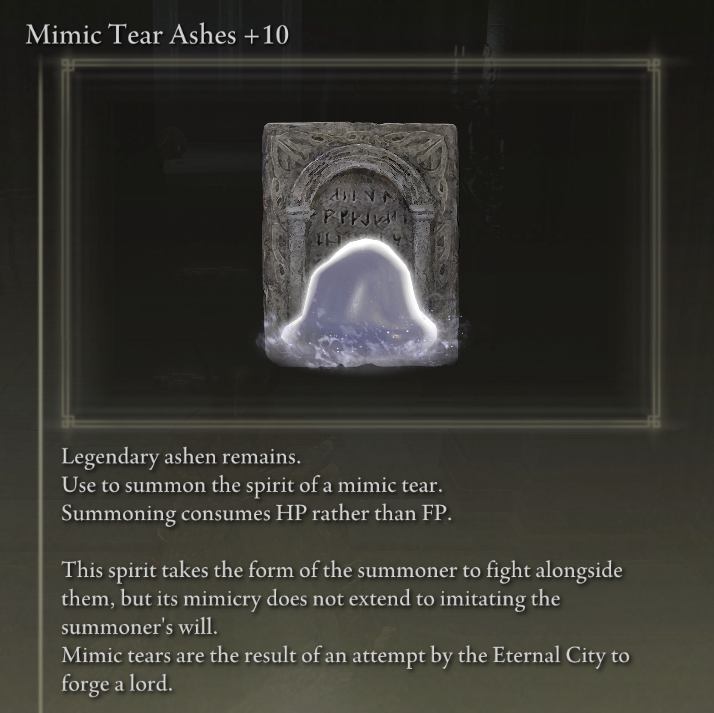 Mimic Tear Ashes +10
Legendary ashen remains.
Use to summon the spirit of a mimic tear.
Summoning consumes HP rather than FP.
This spirit takes the form of the summoner to fight alongside
them, but its mimicry does not extend to imitating the
summoner's will.
Mimic tears are the result of an attempt by the Eternal City to
forge a lord.